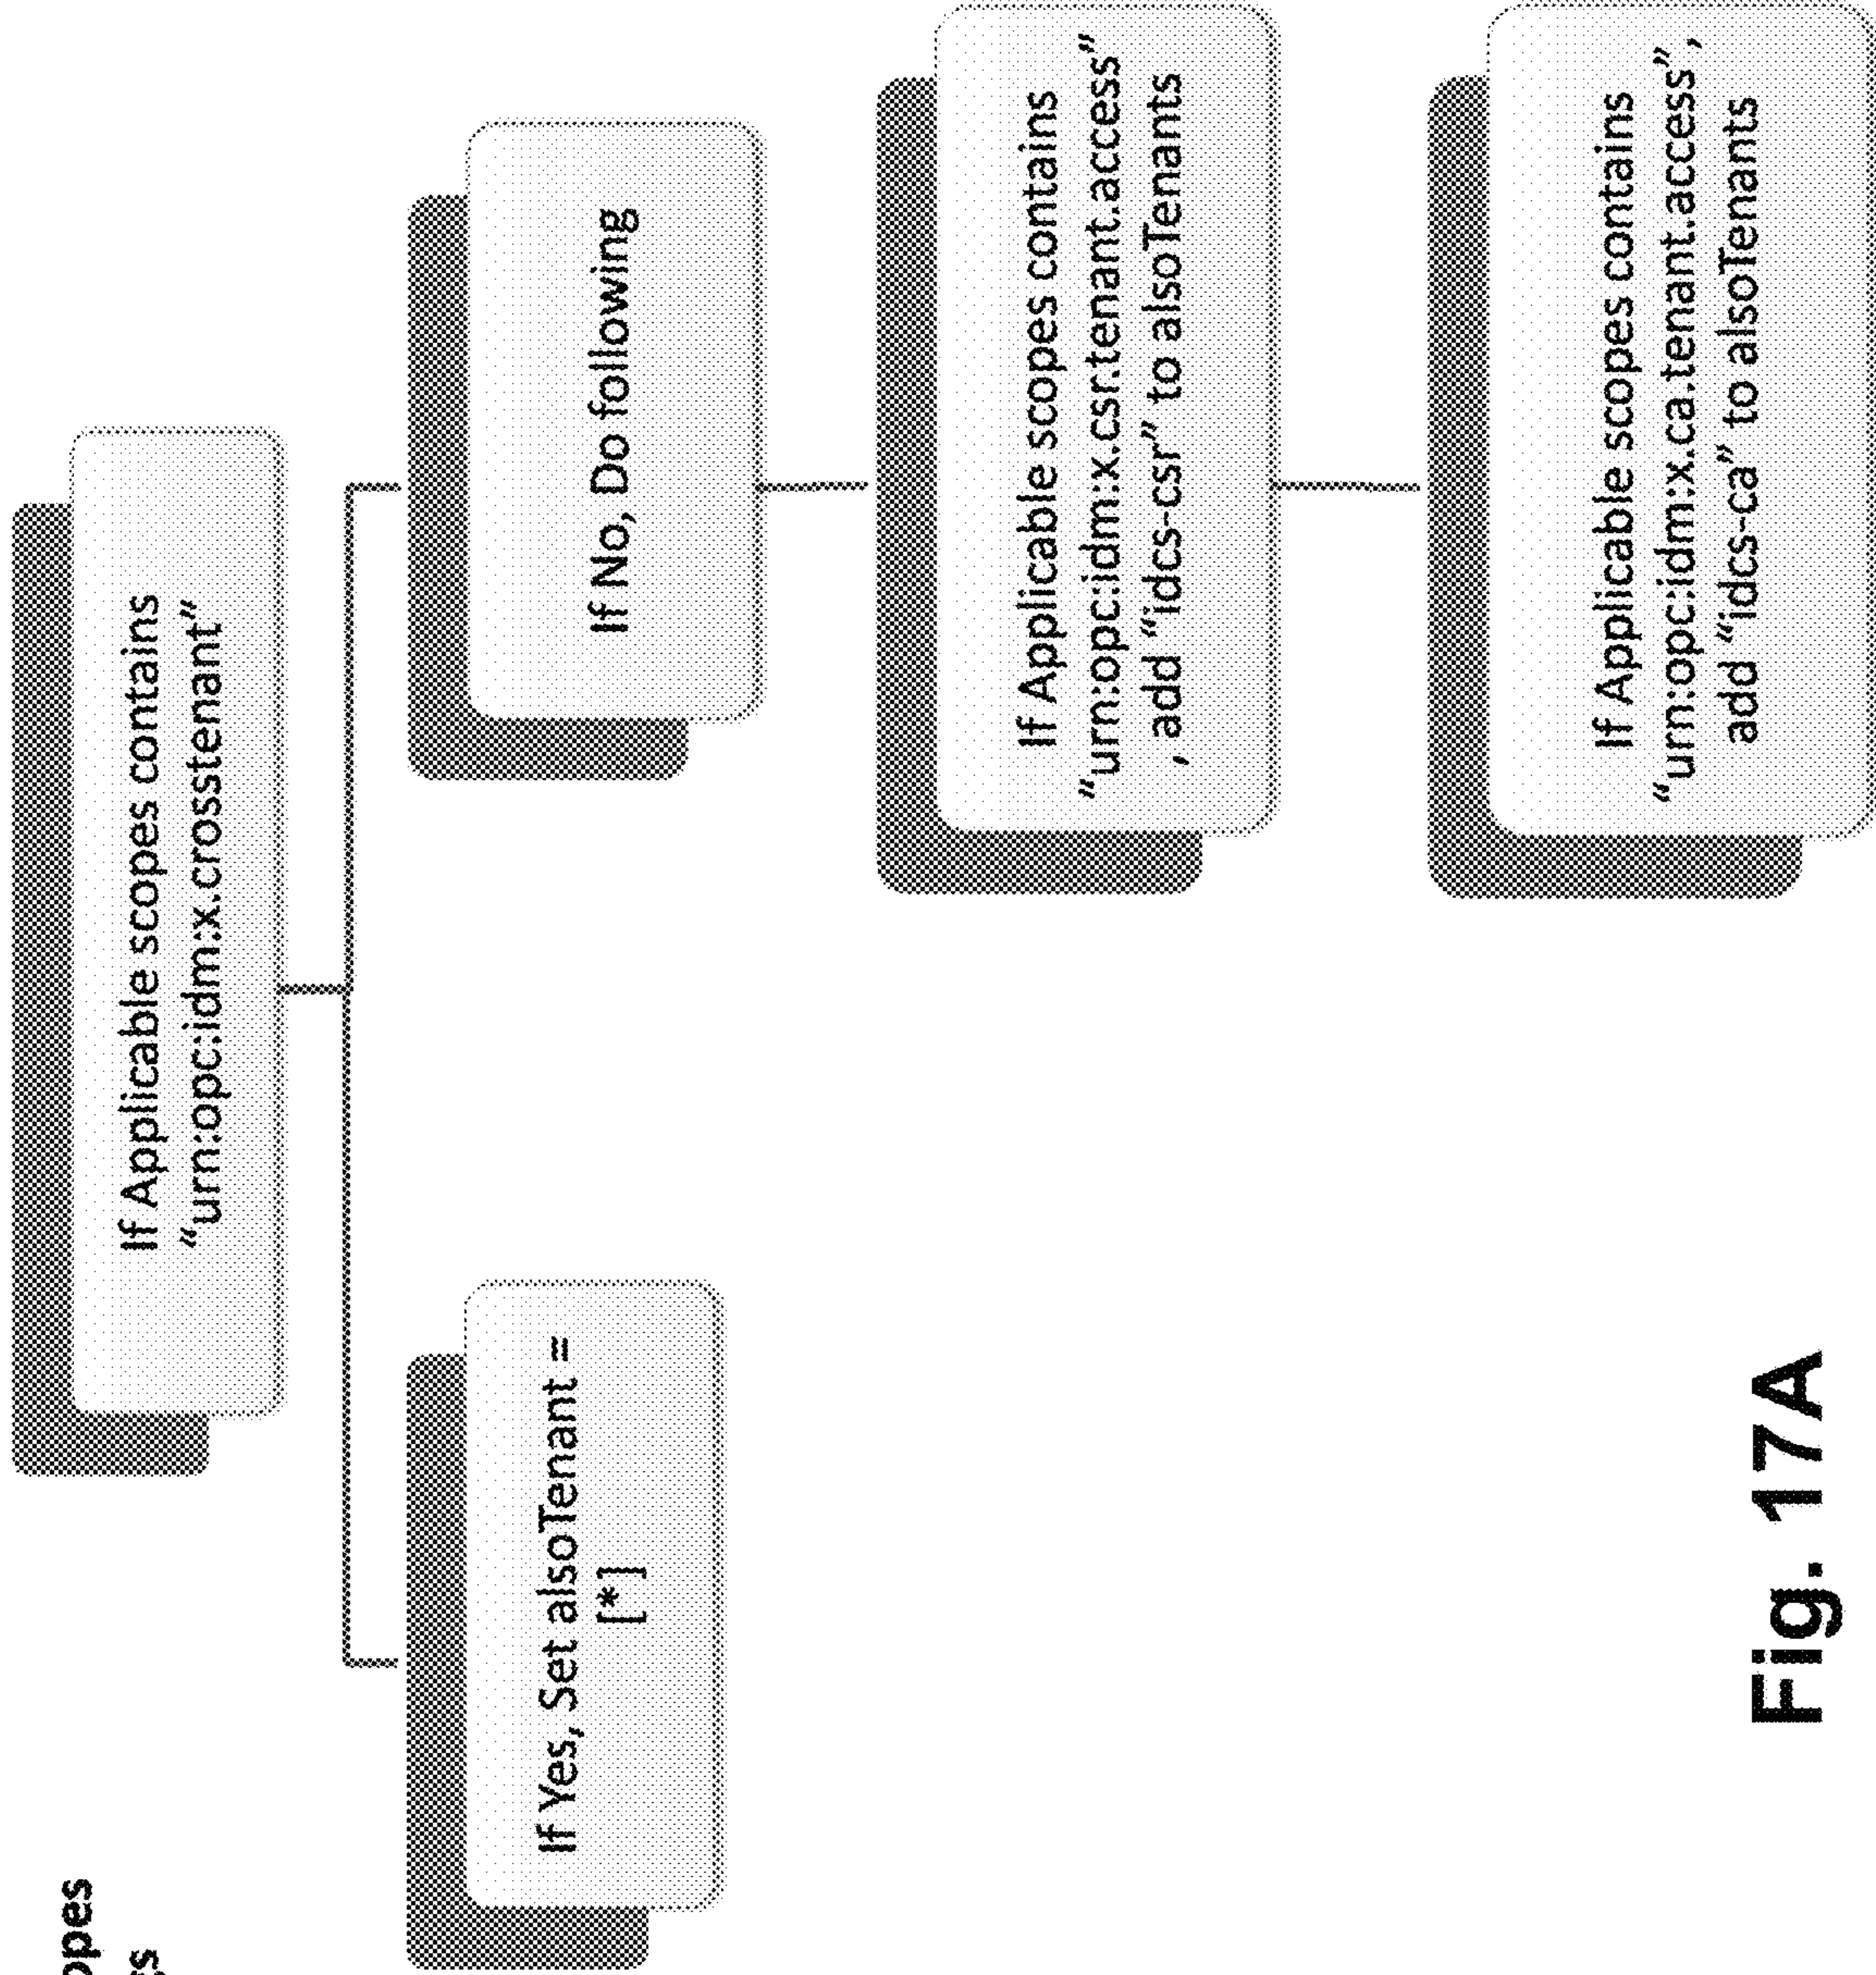 If Applicable scopes contains
“urn:opc:idm:x.crosstenant”
If Yes, Set alsoTenant =
[*]
If No, Do following
If Applicable scopes contains
“urn:opc:idm:x.csr.tenant.access”
, add “idcs-csr” to alsoTenants
If Applicable scopes contains
“urn:opc:idm:x.ca.tenant.access”,
add “idcs-ca” to alsoTenants
Fig. 17A